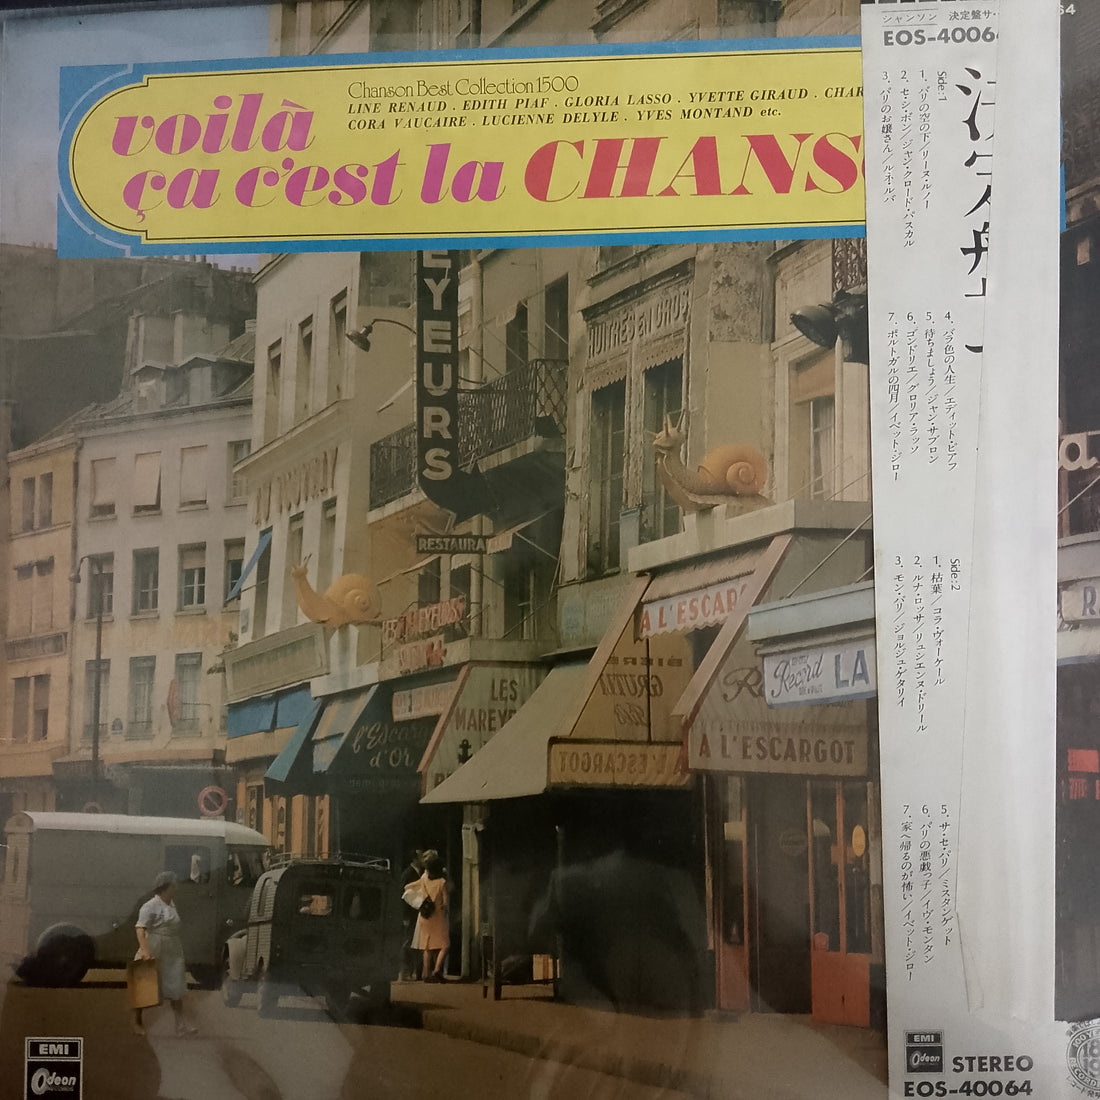 Chanson Best Collection 1500
LINE RENAUD . EDITH PIAF . GLORIA LASSO . YVETTE GIRAUD . CHAR
CORA VAUCAIRE . LUCIENNE DELYLE . YVES MONTAND etc.
voilà
ça c'est la CHANS
EYEURS
HUITRES EN GROS
RESTAURA
A L'ESCAR
LES
MAREYE
l'Escargot
d'Or
Record
LA
A L'ESCARGOT
A L'ESCARGOT
EMI
Odeon
シャンソン 決定盤サ
EOS-40064
決定盤
Side:1
1. パリの空の下/リーヌ・ルノー
2. セ・シ・ボン/ジャン・クロード・パスカル
3. パリのお嬢さん/ルネ・ルバ
4. バラ色の人生/エディット・ピアフ
5. 待ちましょう/ジャン・サブロン
6. ゴンドリエ/グロリア・ラッソ
7. ポルトガルの四月/イベット・ジロー
Side:2
1. 枯葉/コラ・ヴォーケール
2. ルナ・ロッサ/リュシエンヌ・ドリール
3. モン・パリ/ジョルジュ・ゲタリイ
5. サ・セ・パリ/ミスタンゲット
6. パリの悪戯っ子/イヴ・モンタン
7. 家へ帰るのが怖い/イベット・ジロー
EMI
Odeon
STEREO
EOS-40064
64